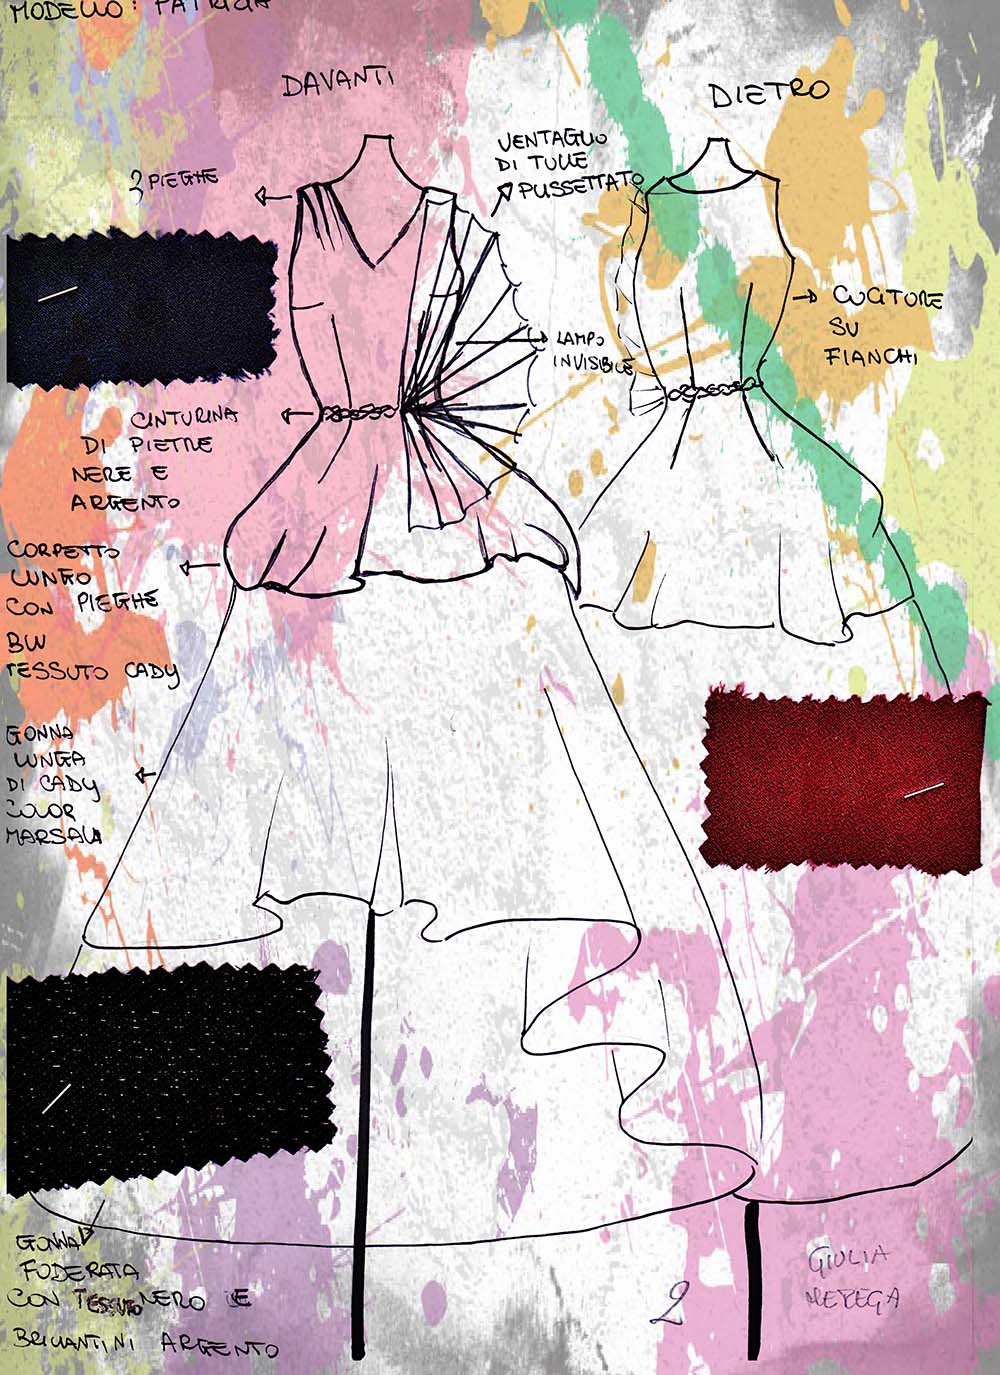 MODELLO: PATRIZIA
DAVANTI
DIETRO
VENTAGLIO
DI TULLE
PLISSETTATO
3 PIEGHE
CUCITURE
SU
FIANCHI
LAMPO
INVISIBILE
CINTURINA
DI PIETRE
NERE E
ARGENTO
CORPETTO
LUNGO
CON PIEGHE
BLU
TESSUTO CADY
GONNA
LUNGA
DI CADY
COLOR
MARSALA
GONNA
FODERATA
CON TESSUTO NERO E
BRILLANTINI ARGENTO
2
GIULIA